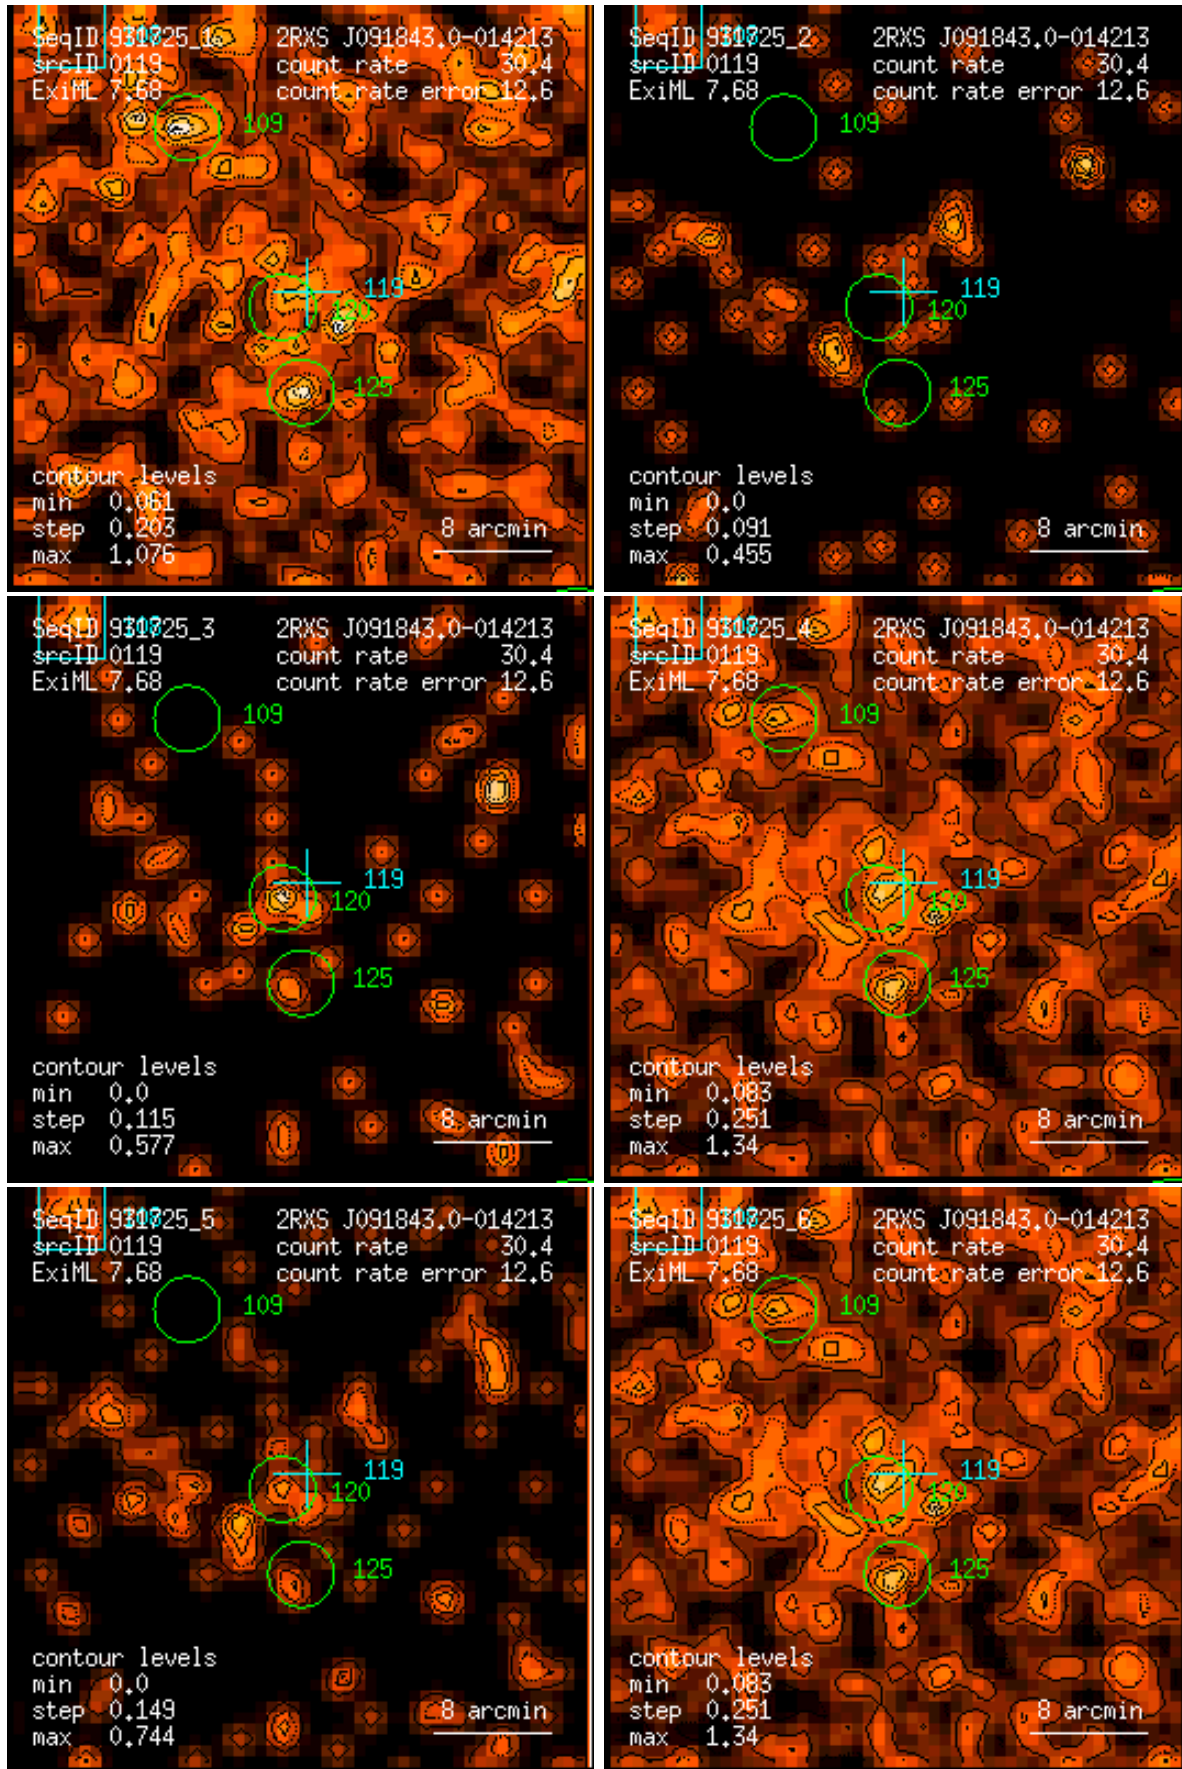 SeqID 931825_1 2RXS J091843.0-014213
srcID 0119 count rate 30.4
ExiML 7.68 count rate error 12.6
109
119
120
125
contour levels
min 0.061
step 0.203
max 1.076
8 arcmin
SeqID 931825_2 2RXS J091843.0-014213
srcID 0119 count rate 30.4
ExiML 7.68 count rate error 12.6
109
119
120
125
contour levels
min 0.0
step 0.091
max 0.455
8 arcmin
SeqID 931825_3 2RXS J091843.0-014213
srcID 0119 count rate 30.4
ExiML 7.68 count rate error 12.6
109
119
120
125
contour levels
min 0.0
step 0.115
max 0.577
8 arcmin
SeqID 931825_4 2RXS J091843.0-014213
srcID 0119 count rate 30.4
ExiML 7.68 count rate error 12.6
109
119
120
125
contour levels
min 0.083
step 0.251
max 1.34
8 arcmin
SeqID 931825_5 2RXS J091843.0-014213
srcID 0119 count rate 30.4
ExiML 7.68 count rate error 12.6
109
119
120
125
contour levels
min 0.0
step 0.149
max 0.744
8 arcmin
SeqID 931825_6 2RXS J091843.0-014213
srcID 0119 count rate 30.4
ExiML 7.68 count rate error 12.6
109
119
120
125
contour levels
min 0.083
step 0.251
max 1.34
8 arcmin